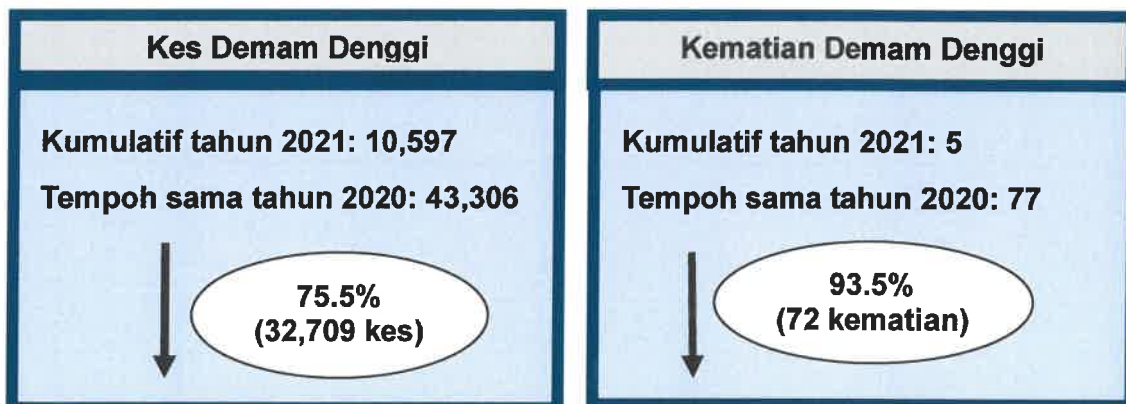 Kes Demam Denggi
Kumulatif tahun 2021: 10,597
Tempoh sama tahun 2020: 43,306
75.5%
(32,709 kes)
Kematian Demam Denggi
Kumulatif tahun 2021: 5
Tempoh sama tahun 2020: 77
93.5%
(72 kematian)